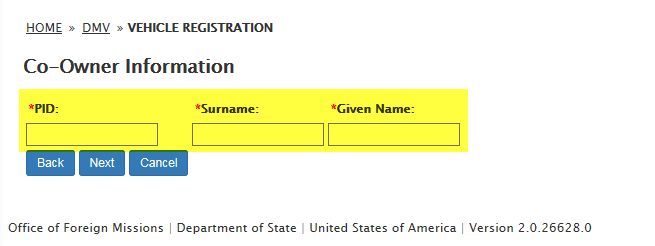 HOME » DMV » VEHICLE REGISTRATION
Co-Owner Information
*PID: *Surname: *Given Name:
Back Next Cancel
Office of Foreign Missions | Department of State | United States of America | Version 2.0.26628.0